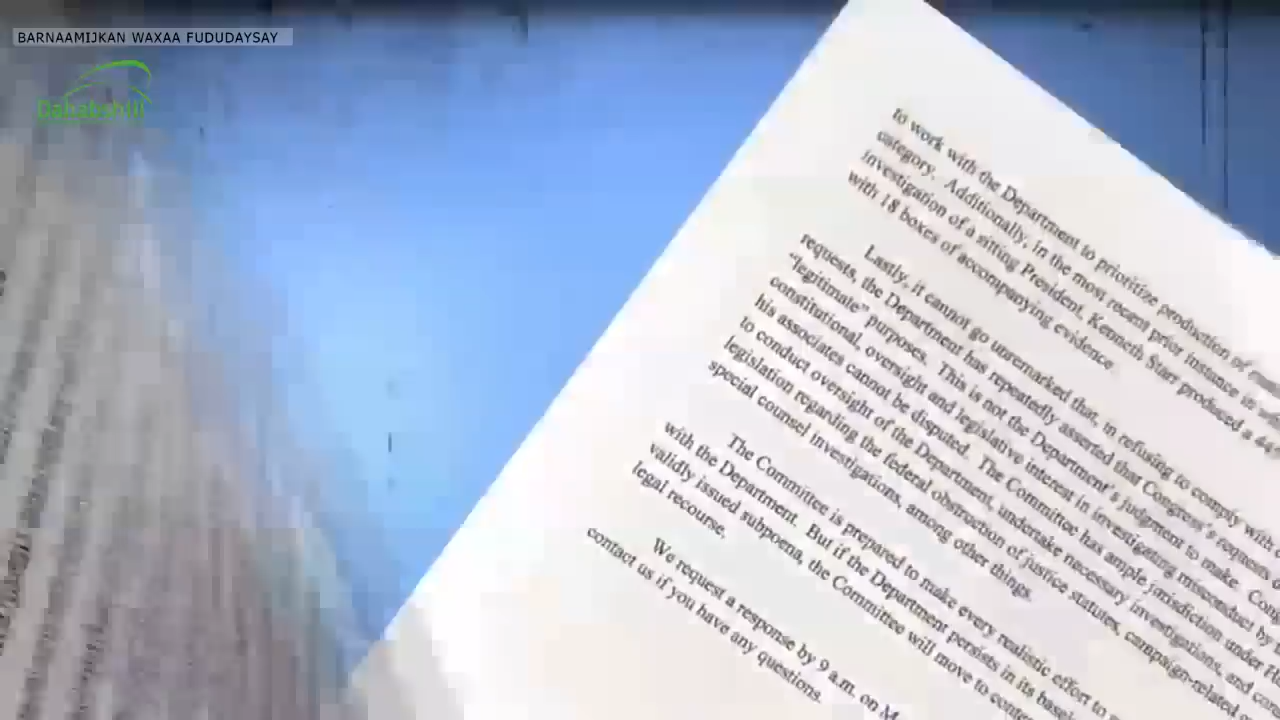 BARNAAMIJKAN WAXAA FUDUDAYSAY
Dahabshiil
to work with the Department to prioritize production of
category. Additionally, in the most recent prior instance in
investigation of a sitting President, Kenneth Starr produced a
with 18 boxes of accompanying evidence.
Lastly, it cannot go unremarked that, in refusing to comply with
requests, the Department has repeatedly asserted that Congress's requests
"legitimate" purposes. This is not the Department's judgment to make.
constitutional, oversight and legislative interest in investigating misconduct by
his associates cannot be disputed. The Committee has ample jurisdiction under
to conduct oversight of the Department, undertake necessary investigations, and
legislation regarding the federal obstruction of justice statutes, campaign-related
special counsel investigations, among other things.
The Committee is prepared to make every realistic effort to
with the Department. But if the Department persists in its
validly issued subpoena, the Committee will move to
legal recourse.
We request a response by 9 a.m. on
contact us if you have any questions.